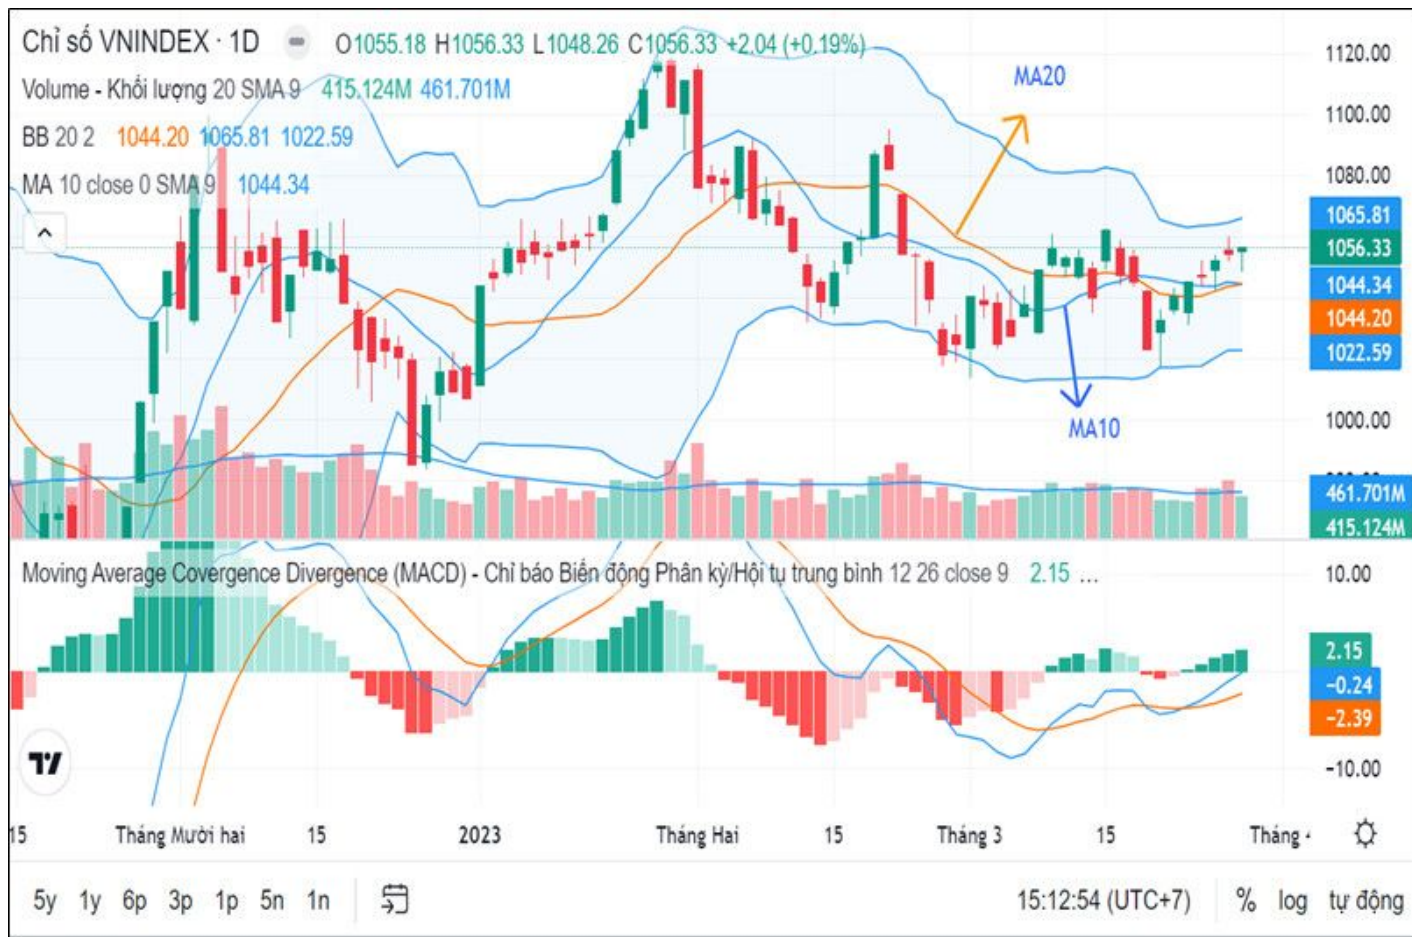 Chỉ số VNINDEX · 1D O1055.18 H1056.33 L1048.26 C1056.33 +2.04 (+0.19%)
Volume - Khối lượng 20 SMA 9 415.124M 461.701M
BB 20 2 1044.20 1065.81 1022.59
MA 10 close 0 SMA 9 1044.34
MA20
MA10
1120.00
1100.00
1080.00
1065.81
1056.33
1044.34
1044.20
1022.59
1000.00
461.701M
415.124M
Moving Average Covergence Divergence (MACD) - Chỉ báo Biến động Phân kỳ/Hội tụ trung bình 12 26 close 9 2.15 ...
10.00
2.15
−0.24
−2.39
−10.00
15 Tháng Mười hai 15 2023 Tháng Hai 15 Tháng 3 15 Tháng
5y 1y 6p 3p 1p 5n 1n 15:12:54 (UTC+7) % log tự động